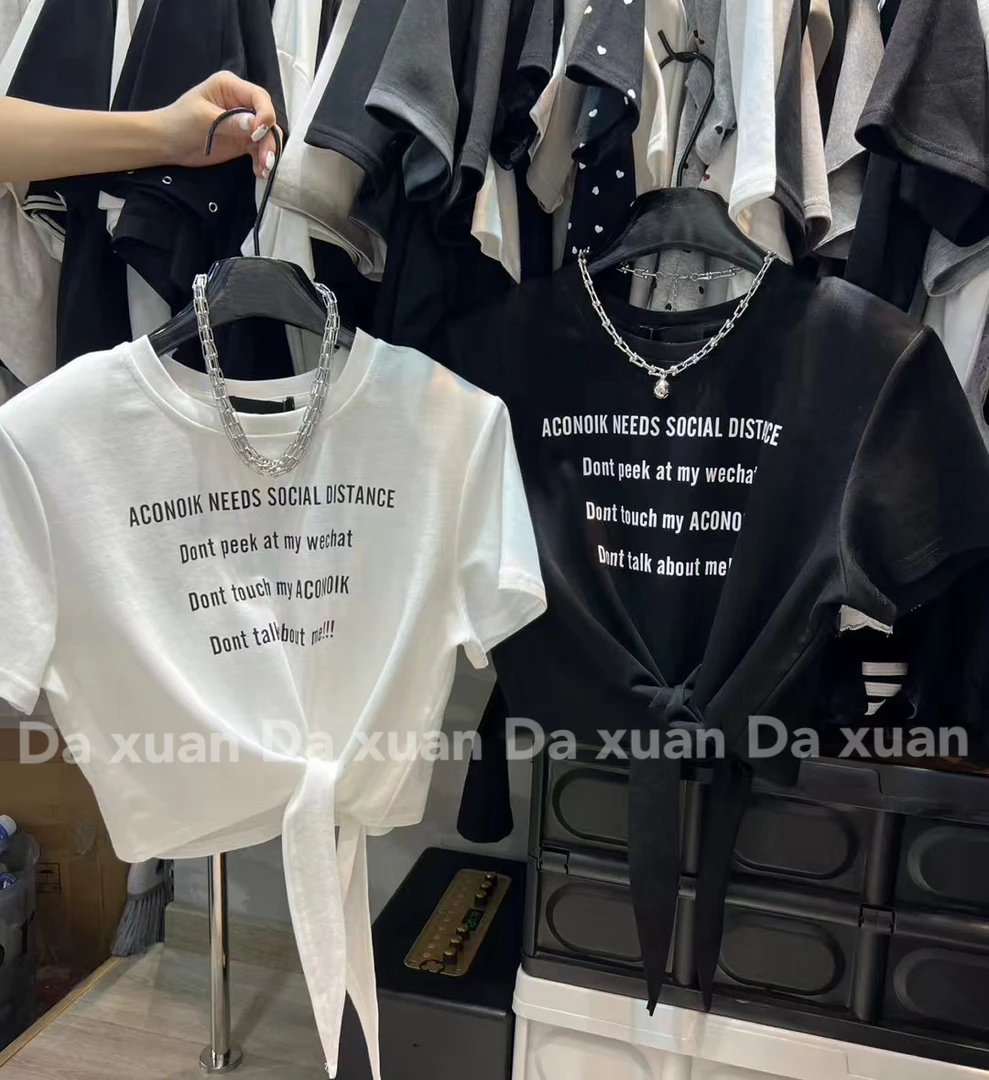 ACONOIK NEEDS SOCIAL DISTANCE
Dont peek at my wechat
Dont touch my ACONOIK
Dont talk about me!!!
ACONOIK NEEDS SOCIAL DISTANCE
Dont peek at my wechat
Dont touch my ACONO
Dont talk about me!
Da xuan Da xuan Da xuan Da xuan